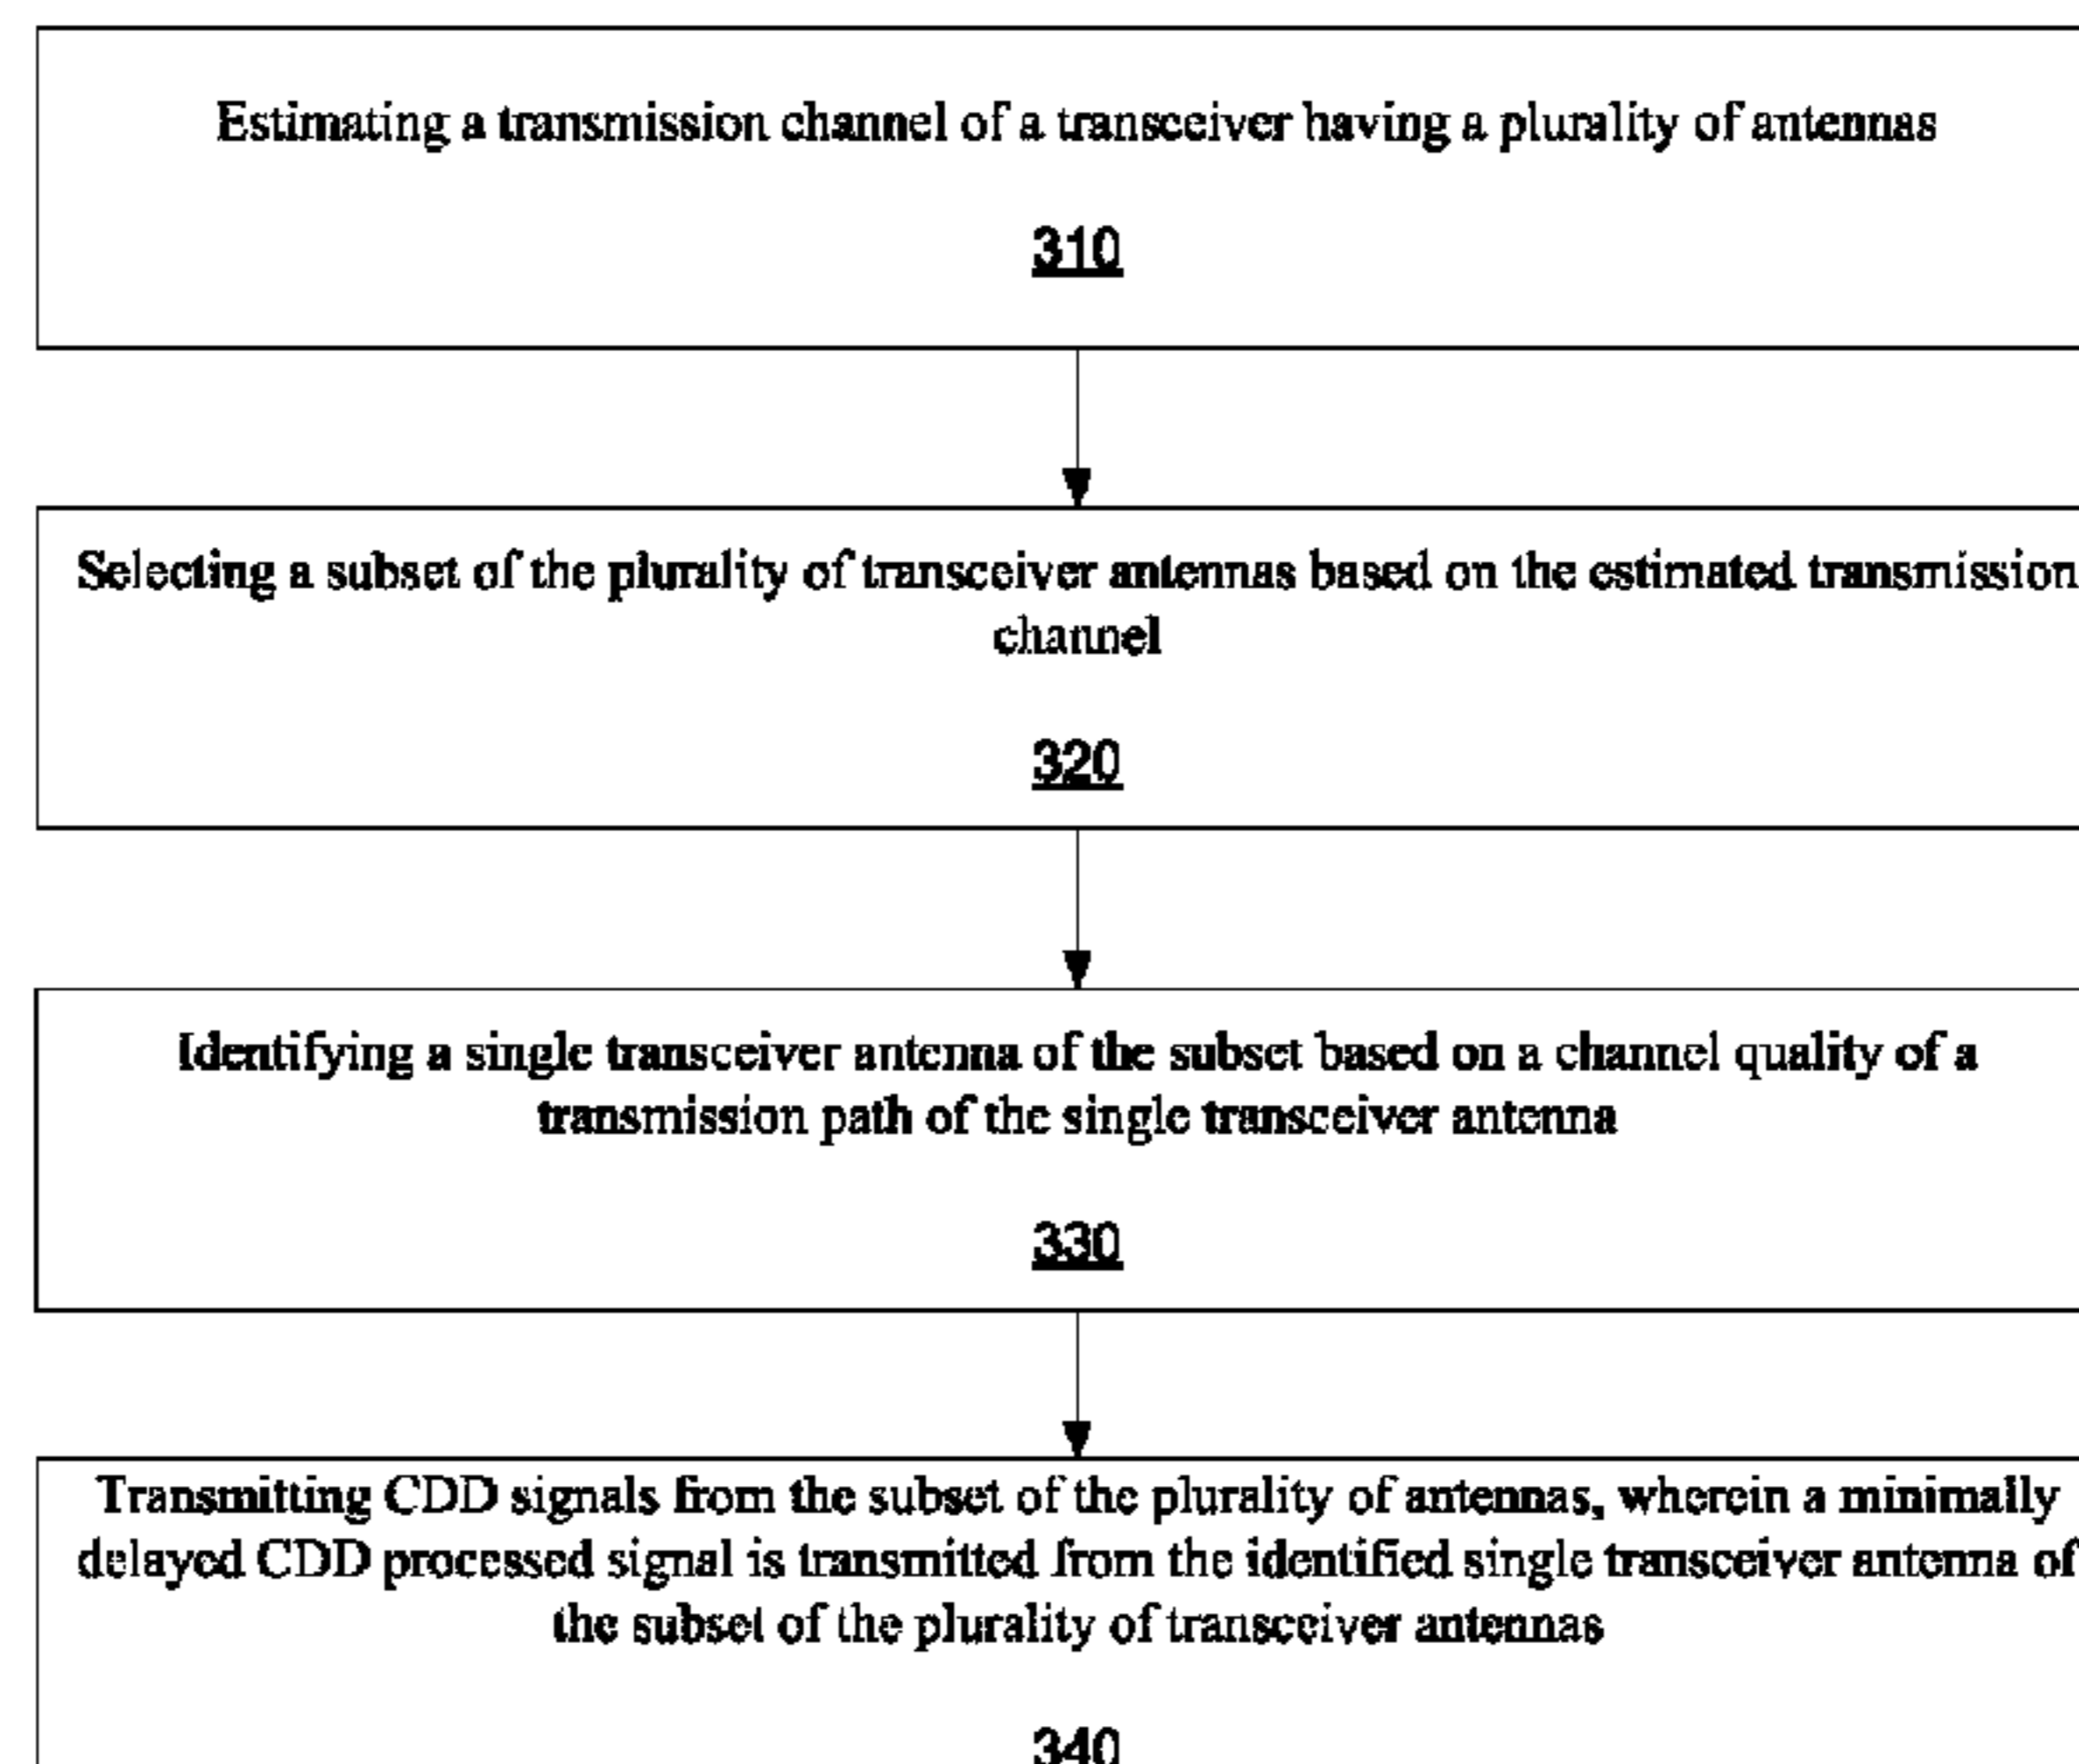 Estimating a transmission channel of a transceiver having a plurality of antennas
310
Selecting a subset of the plurality of transceiver antennas based on the estimated transmission
channel
320
Identifying a single transceiver antenna of the subset based on a channel quality of a
transmission path of the single transceiver antenna
330
Transmitting CDD signals from the subset of the plurality of antennas, wherein a minimally
delayed CDD processed signal is transmitted from the identified single transceiver antenna of
the subset of the plurality of transceiver antennas
340